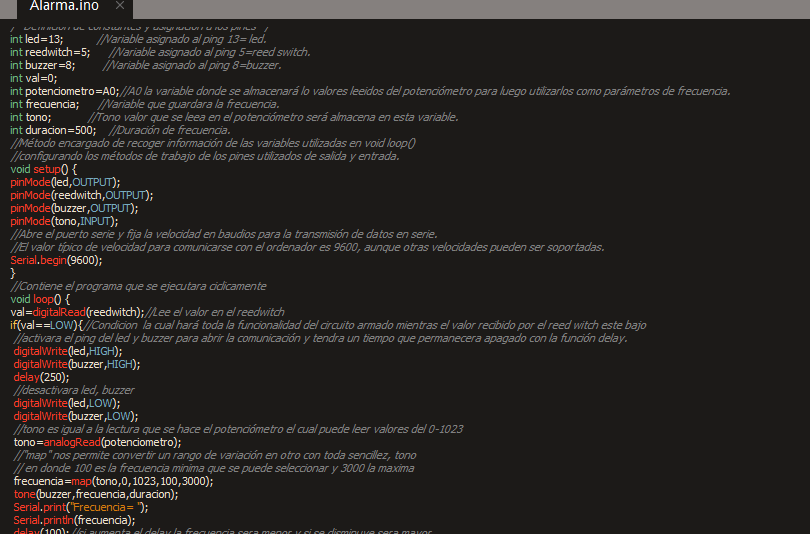 Alarma.ino ×
/* Definición de constantes y asignación a los pines */
int led=13; //Variable asignado al ping 13= led.
int reedwitch=5; //Variable asignado al ping 5=reed switch.
int buzzer=8; //Variable asignado al ping 8=buzzer.
int val=0;
int potenciometro=A0;//A0 la variable donde se almacenará lo valores leeidos del potenciómetro para luego utilizarlos como parámetros de frecuencia.
int frecuencia; //Variable que guardara la frecuencia.
int tono; //Tono valor que se leea en el potenciómetro será almacena en esta variable.
int duracion=500; //Duración de frecuencia.
//Método encargado de recoger información de las variables utilizadas en void loop()
//configurando los métodos de trabajo de los pines utilizados de salida y entrada.
void setup() {
pinMode(led,OUTPUT);
pinMode(reedwitch,OUTPUT);
pinMode(buzzer,OUTPUT);
pinMode(tono,INPUT);
//Abre el puerto serie y fija la velocidad en baudios para la transmisión de datos en serie.
//El valor típico de velocidad para comunicarse con el ordenador es 9600, aunque otras velocidades pueden ser soportadas.
Serial.begin(9600);
}
//Contiene el programa que se ejecutara ciclicamente
void loop() {
val=digitalRead(reedwitch);//Lee el valor en el reedwitch
if(val==LOW){//Condicion la cual hará toda la funcionalidad del circuito armado mientras el valor recibido por el reed witch este bajo
//activara el ping del led y buzzer para abrir la comunicación y tendra un tiempo que permanecera apagado con la función delay.
digitalWrite(led,HIGH);
digitalWrite(buzzer,HIGH);
delay(250);
//desactivara led, buzzer
digitalWrite(led,LOW);
digitalWrite(buzzer,LOW);
//tono es igual a la lectura que se hace el potenciómetro el cual puede leer valores del 0-1023
tono=analogRead(potenciometro);
//"map" nos permite convertir un rango de variación en otro con toda sencillez, tono
// en donde 100 es la frecuencia minima que se puede seleccionar y 3000 la maxima
frecuencia=map(tono,0,1023,100,3000);
tone(buzzer,frecuencia,duracion);
Serial.print("Frecuencia= ");
Serial.println(frecuencia);
delay(100); //si aumenta el delay la frecuencia sera menor y si se disminuye sera mayor